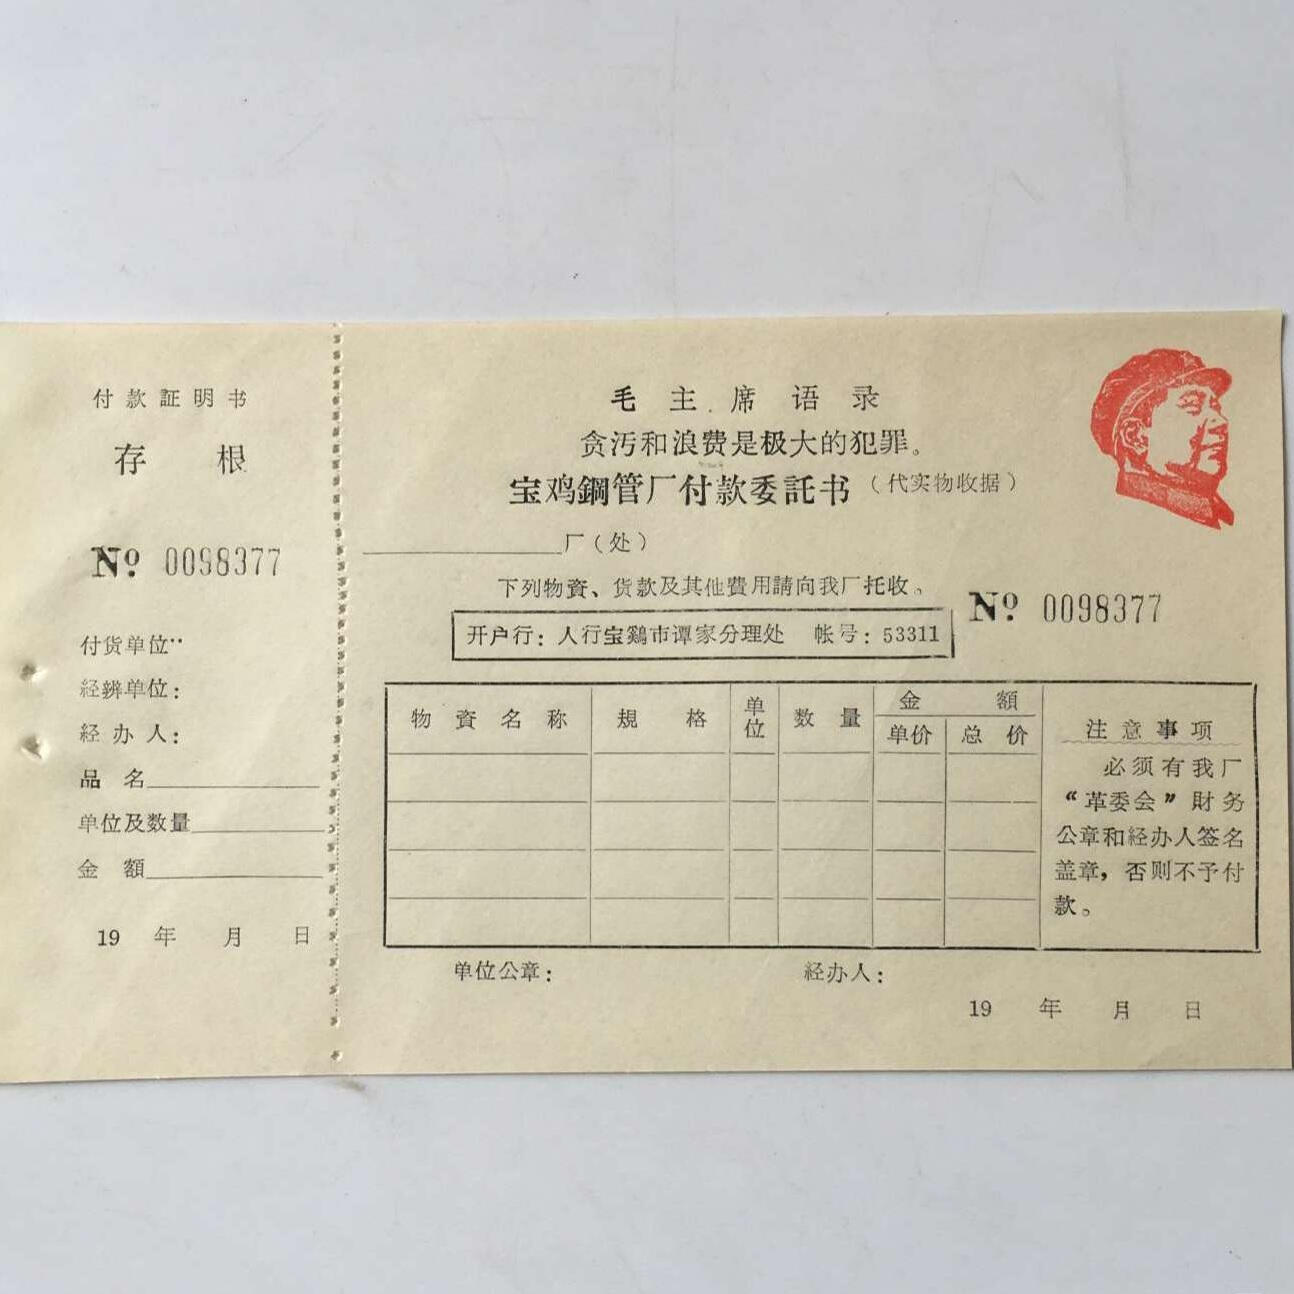 付款証明书
存根
Nº 0098377
付货单位：
経辨单位：
経办人：
品名
单位及数量
金額
19 年 月 日
毛主席语录
贪污和浪费是极大的犯罪。
宝鸡鋼管厂付款委託书（代实物收据）
厂（处）
下列物資、货款及其他費用請向我厂托收。
Nº 0098377
开户行：人行宝鷄市谭家分理处 帐号：53311
物資名称 規格 单位 数量 金額 单价 总价
注意事项
必须有我厂
“革委会”財务
公章和経办人签名
盖章，否则不予付
款。
单位公章： 経办人：
19 年 月 日